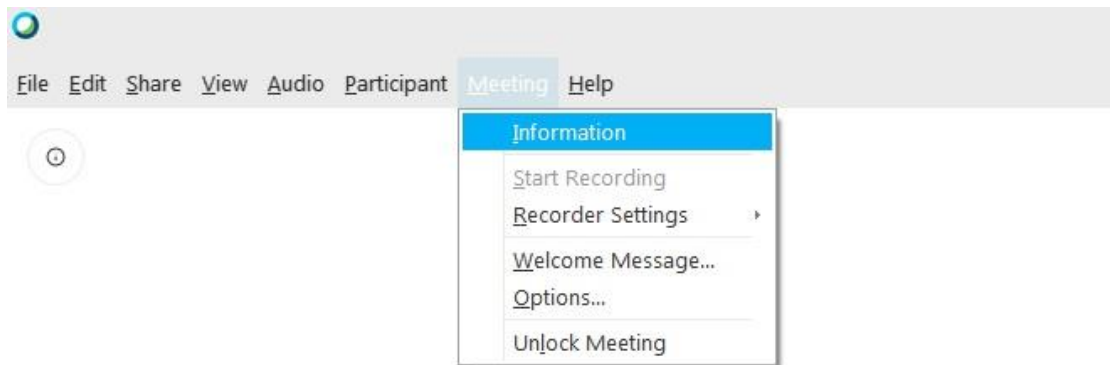 File Edit Share View Audio Participant Meeting Help
Information
Start Recording
Recorder Settings
Welcome Message...
Options...
Unlock Meeting